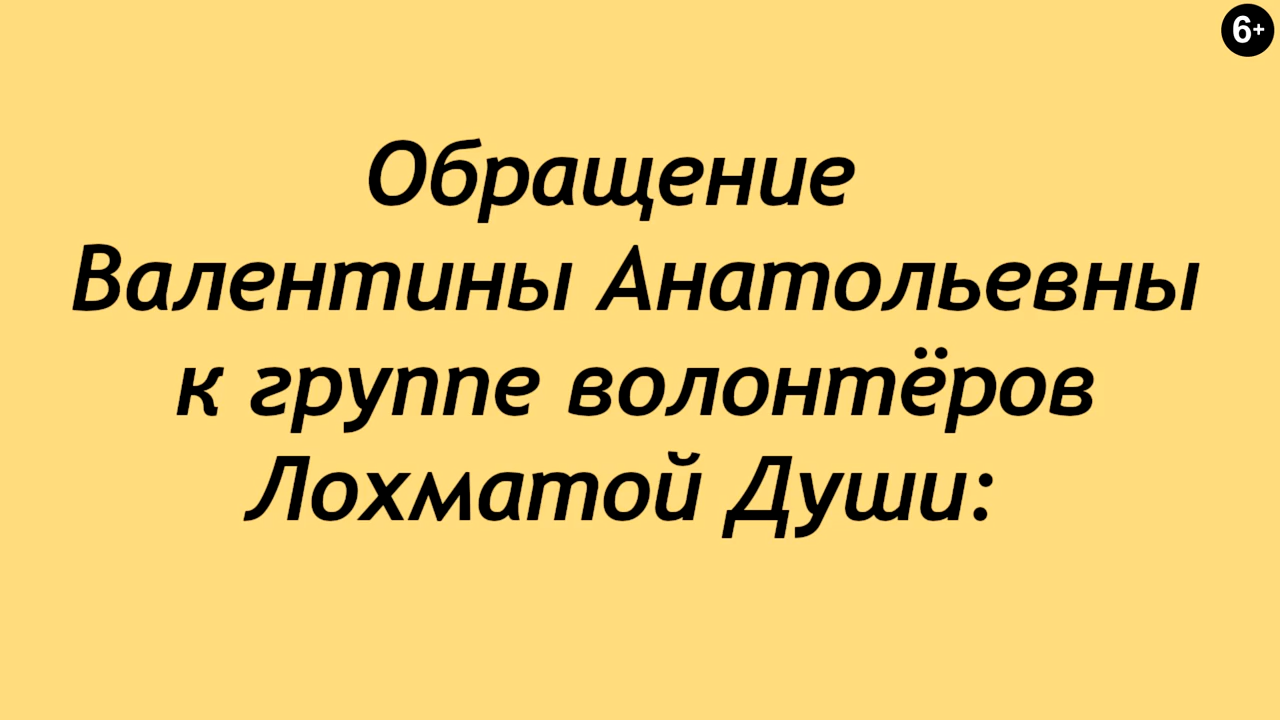 6+
Обращение
Валентины Анатольевны
к группе волонтёров
Лохматой Души: